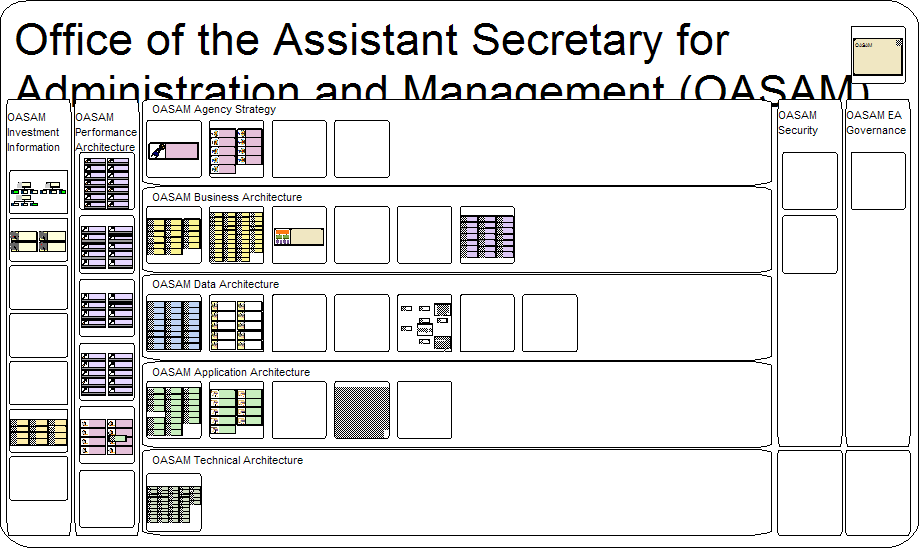 Office of the Assistant Secretary for
Administration and Management (OASAM)
OASAM
OASAM
Investment
Information
OASAM
Performance
Architecture
OASAM Agency Strategy
OASAM Business Architecture
OASAM Data Architecture
OASAM Application Architecture
OASAM Technical Architecture
OASAM
Security
OASAM EA
Governance